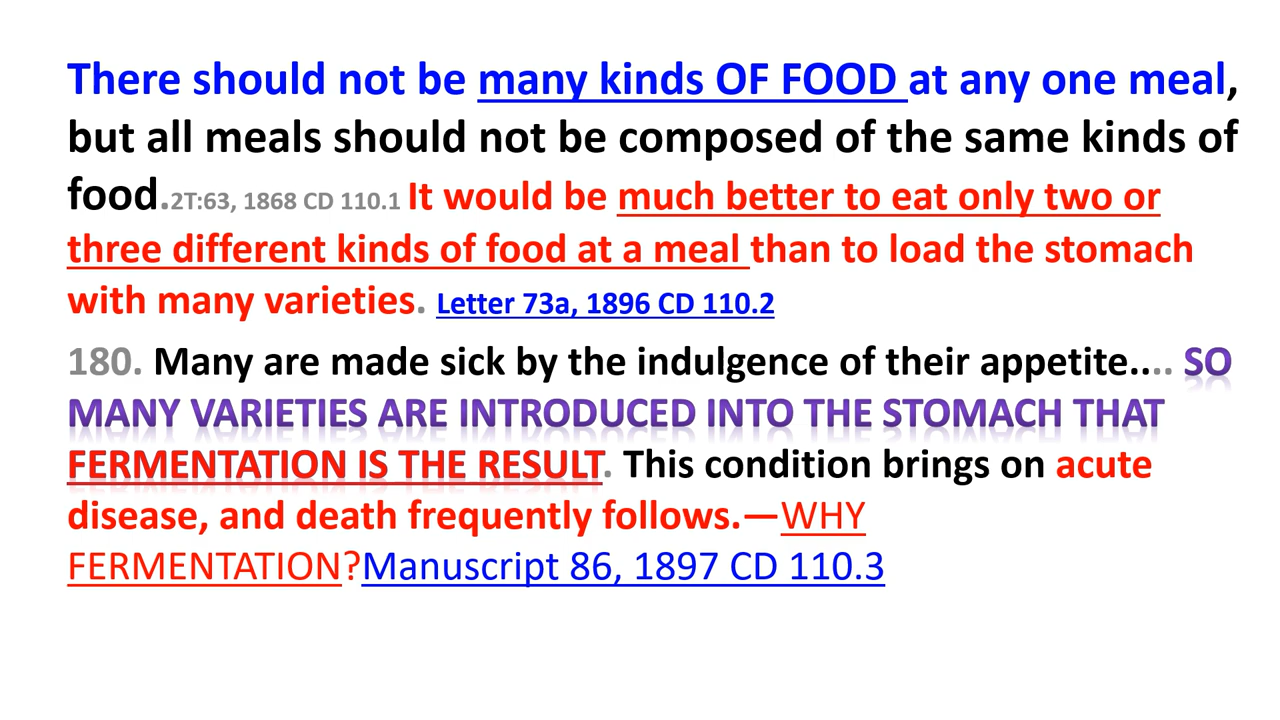 There should not be many kinds OF FOOD at any one meal,
but all meals should not be composed of the same kinds of
food.2T:63, 1868 CD 110.1 It would be much better to eat only two or
three different kinds of food at a meal than to load the stomach
with many varieties. Letter 73a, 1896 CD 110.2
180. Many are made sick by the indulgence of their appetite.... SO
MANY VARIETIES ARE INTRODUCED INTO THE STOMACH THAT
FERMENTATION IS THE RESULT. This condition brings on acute
disease, and death frequently follows.—WHY
FERMENTATION?Manuscript 86, 1897 CD 110.3